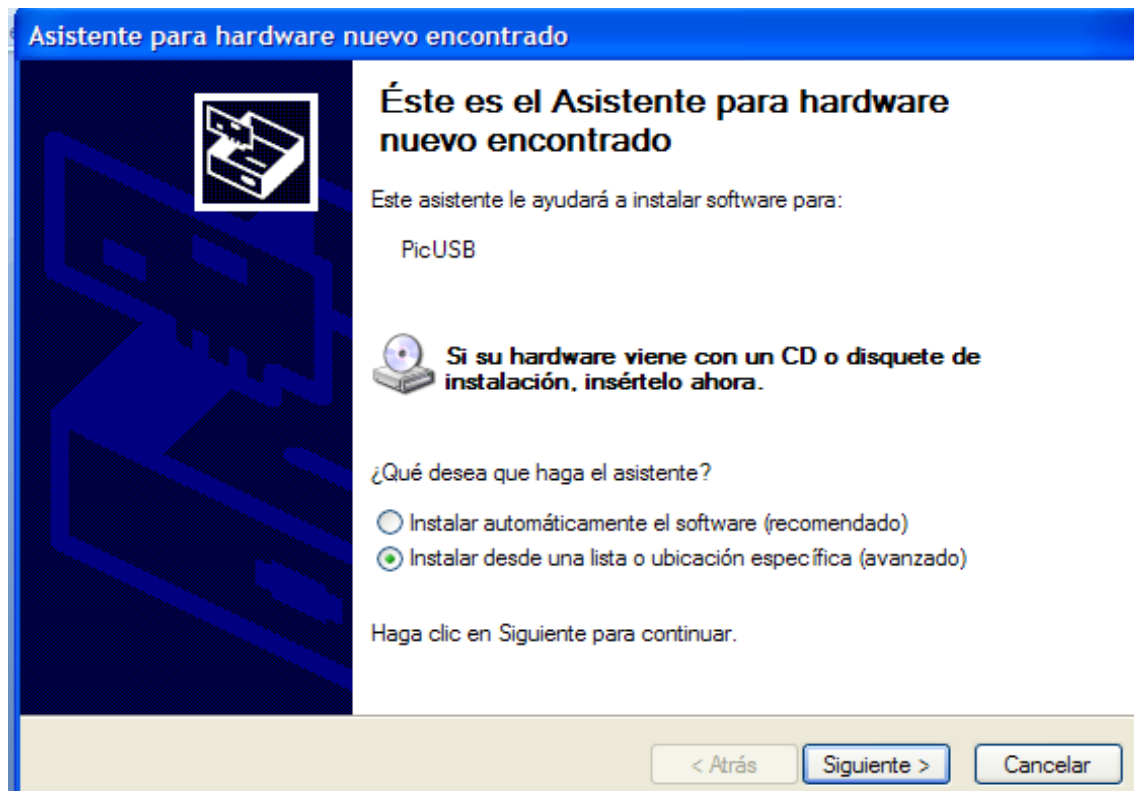 Asistente para hardware nuevo encontrado
Éste es el Asistente para hardware
nuevo encontrado
Este asistente le ayudará a instalar software para:
PicUSB
Si su hardware viene con un CD o disquete de
instalación, insértelo ahora.
¿Qué desea que haga el asistente?
Instalar automáticamente el software (recomendado)
Instalar desde una lista o ubicación específica (avanzado)
Haga clic en Siguiente para continuar.
< Atrás Siguiente > Cancelar